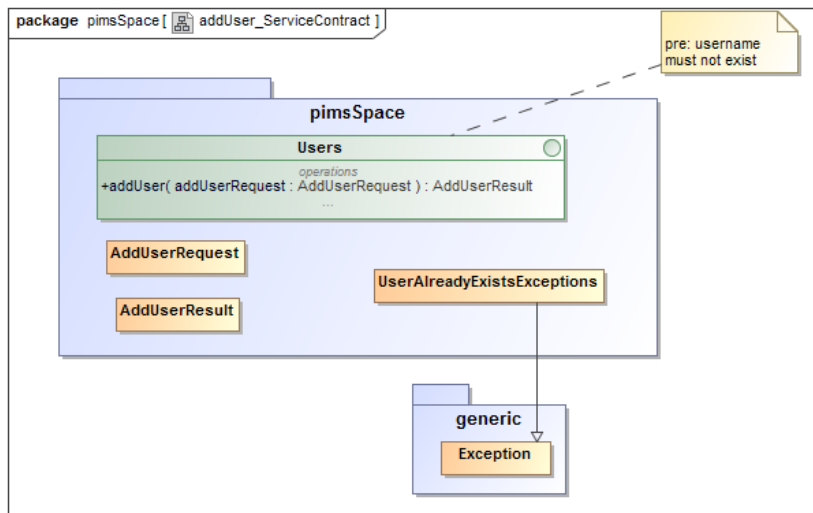 package pimsSpace [ addUser_ServiceContract ]
pre: username
must not exist
pimsSpace
Users
operations
+addUser( addUserRequest : AddUserRequest ) : AddUserResult
...
AddUserRequest
UserAlreadyExistsExceptions
AddUserResult
generic
Exception